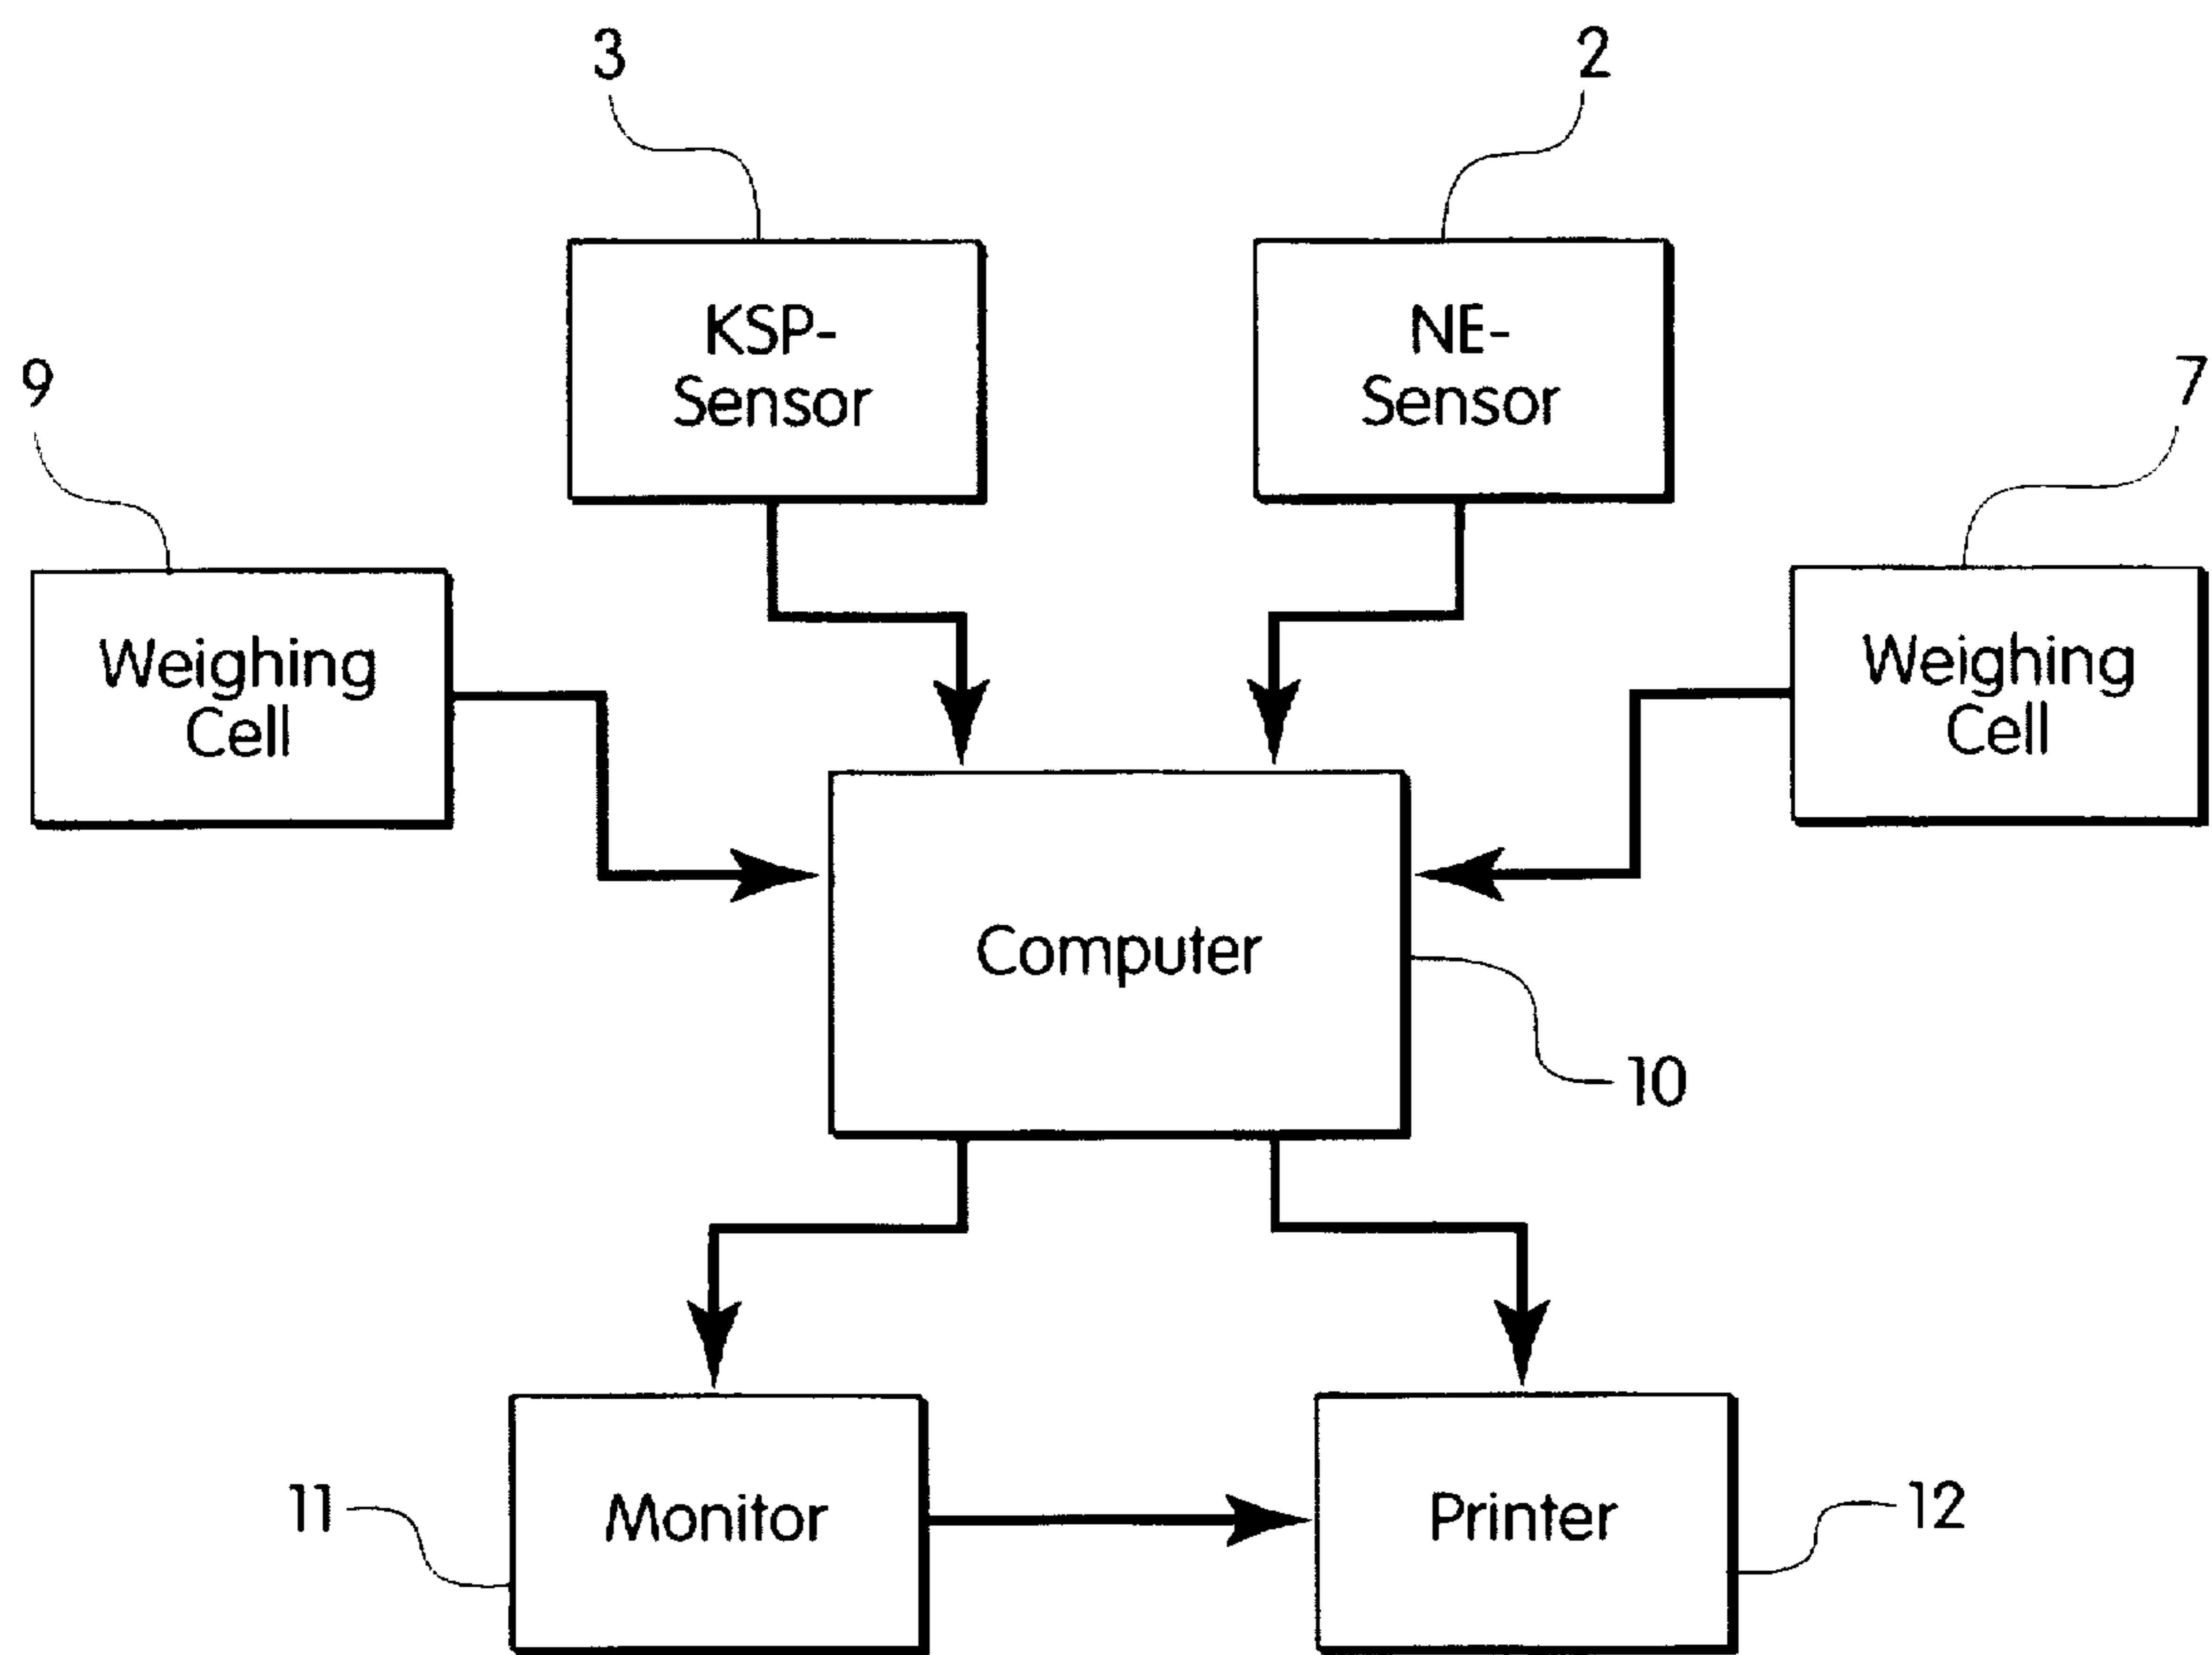 3
2
KSP-
Sensor
NE-
Sensor
9
7
Weighing
Cell
Weighing
Cell
Computer
10
11
Monitor
Printer
12